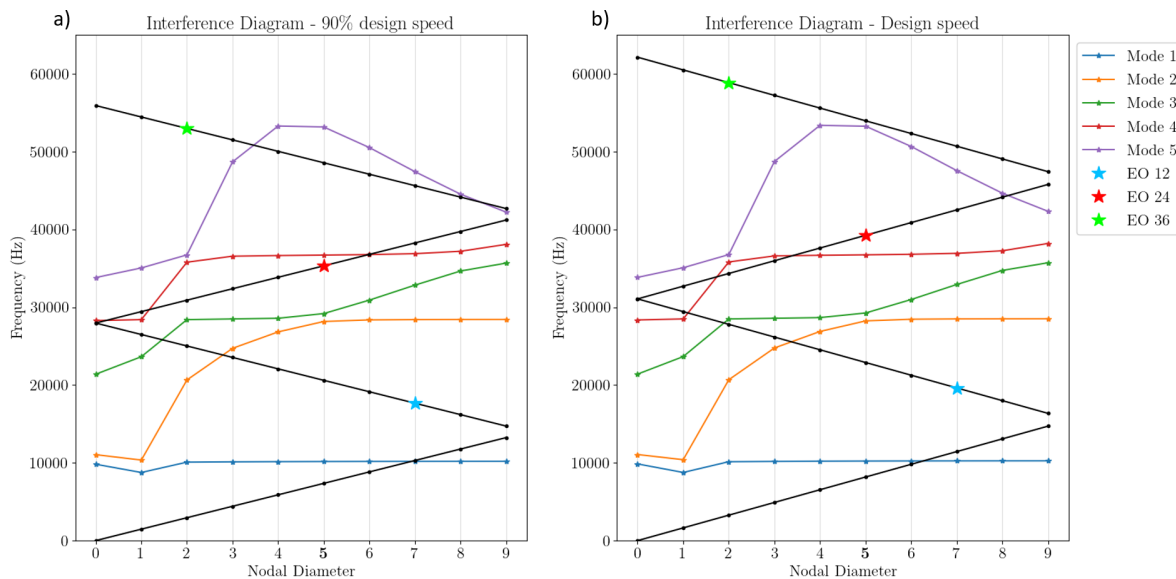 a)
Interference Diagram - 90% design speed
60000
50000
40000
30000
20000
10000
0
Frequency (Hz)
0 1 2 3 4 5 6 7 8 9
Nodal Diameter
b)
Interference Diagram - Design speed
60000
50000
40000
30000
20000
10000
0
Frequency (Hz)
0 1 2 3 4 5 6 7 8 9
Nodal Diameter
Mode 1
Mode 2
Mode 3
Mode 4
Mode 5
EO 12
EO 24
EO 36